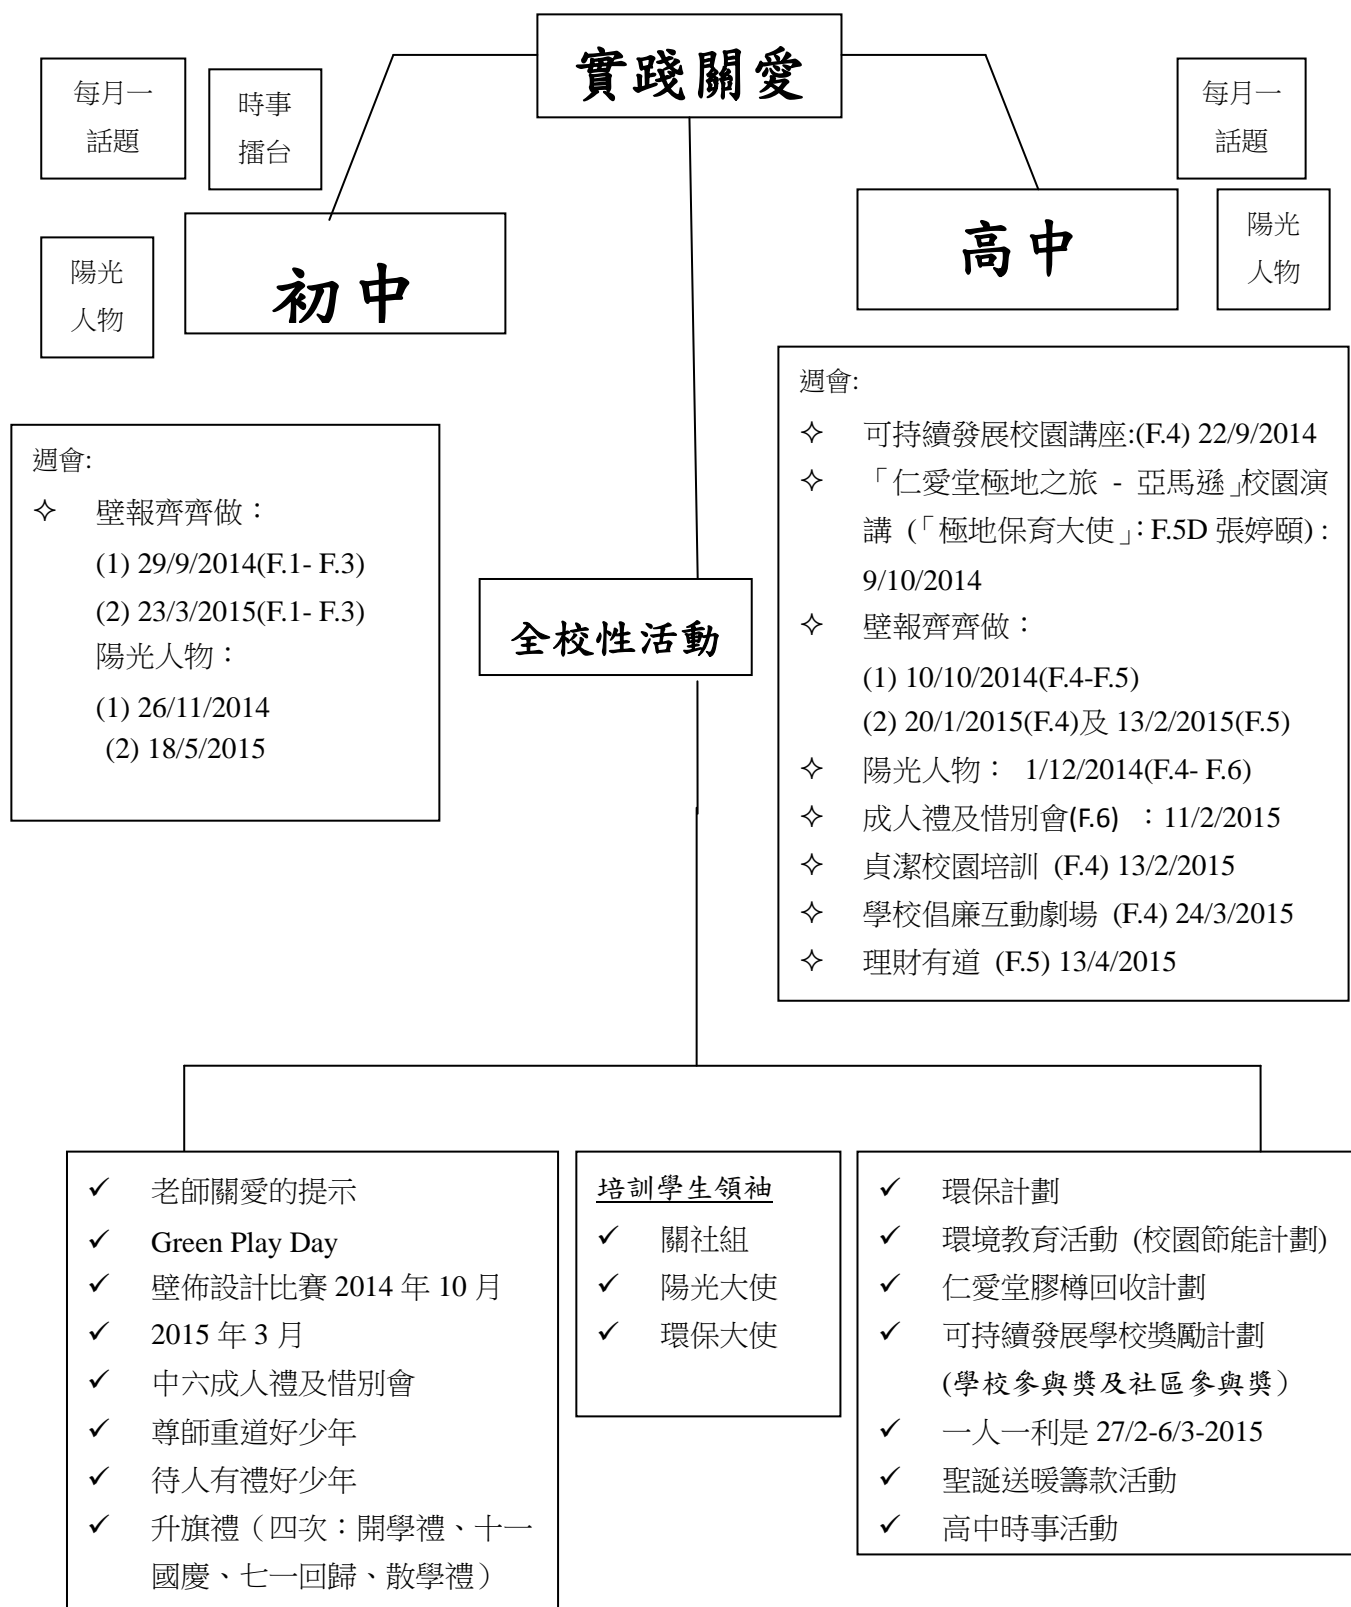 實踐關愛
每月一
話題
時事
擂台
每月一
話題
初中
高中
陽光
人物
陽光
人物
週會:
✧ 壁報齊齊做：
(1) 29/9/2014(F.1- F.3)
(2) 23/3/2015(F.1- F.3)
陽光人物：
(1) 26/11/2014
(2) 18/5/2015
全校性活動
週會:
✧ 可持續發展校園講座:(F.4) 22/9/2014
✧ 「仁愛堂極地之旅 - 亞馬遜」校園演
講 (「極地保育大使」：F.5D 張婷頤) :
9/10/2014
✧ 壁報齊齊做：
(1) 10/10/2014(F.4-F.5)
(2) 20/1/2015(F.4)及 13/2/2015(F.5)
✧ 陽光人物： 1/12/2014(F.4- F.6)
✧ 成人禮及惜別會(F.6) ：11/2/2015
✧ 貞潔校園培訓 (F.4) 13/2/2015
✧ 學校倡廉互動劇場 (F.4) 24/3/2015
✧ 理財有道 (F.5) 13/4/2015
✓ 老師關愛的提示
✓ Green Play Day
✓ 壁佈設計比賽 2014 年 10 月
✓ 2015 年 3 月
✓ 中六成人禮及惜別會
✓ 尊師重道好少年
✓ 待人有禮好少年
✓ 升旗禮（四次：開學禮、十一
國慶、七一回歸、散學禮）
培訓學生領袖
✓ 關社組
✓ 陽光大使
✓ 環保大使
✓ 環保計劃
✓ 環境教育活動 (校園節能計劃)
✓ 仁愛堂膠樽回收計劃
✓ 可持續發展學校獎勵計劃
(學校參與獎及社區參與獎）
✓ 一人一利是 27/2-6/3-2015
✓ 聖誕送暖籌款活動
✓ 高中時事活動